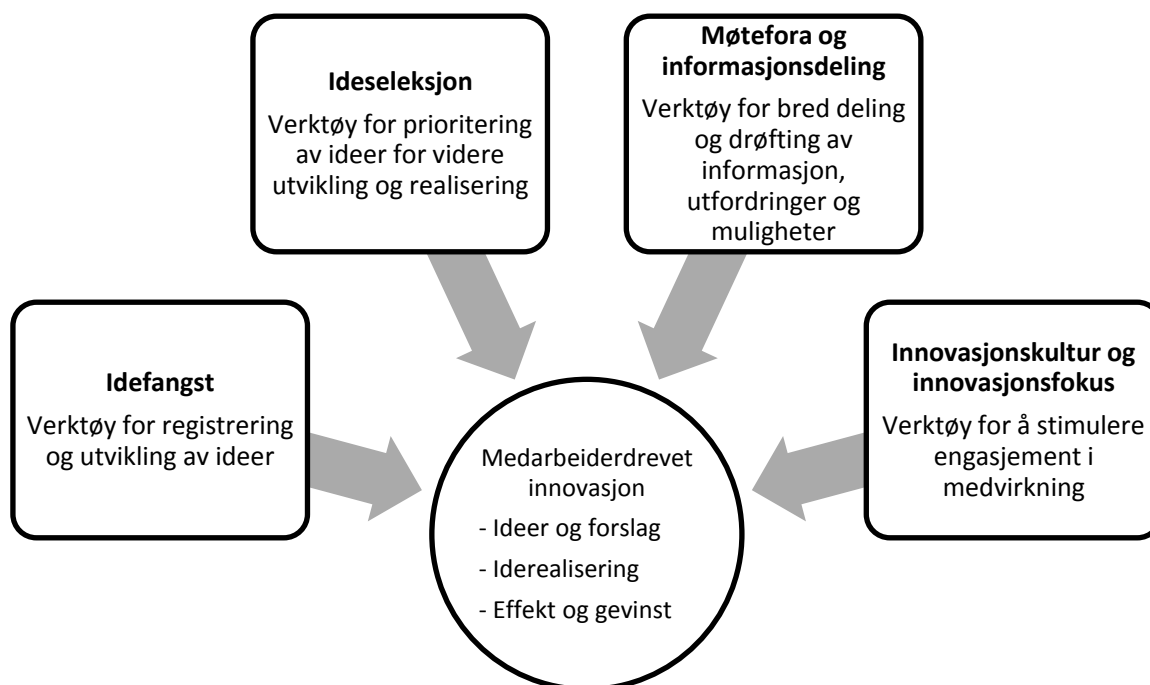 Idefangst
Verktøy for registrering
og utvikling av ideer
Ideseleksjon
Verktøy for prioritering
av ideer for videre
utvikling og realisering
Møtefora og
informasjonsdeling
Verktøy for bred deling
og drøfting av
informasjon,
utfordringer og
muligheter
Innovasjonskultur og
innovasjonsfokus
Verktøy for å stimulere
engasjement i
medvirkning
Medarbeiderdrevet
innovasjon
- Ideer og forslag
- Iderealisering
- Effekt og gevinst